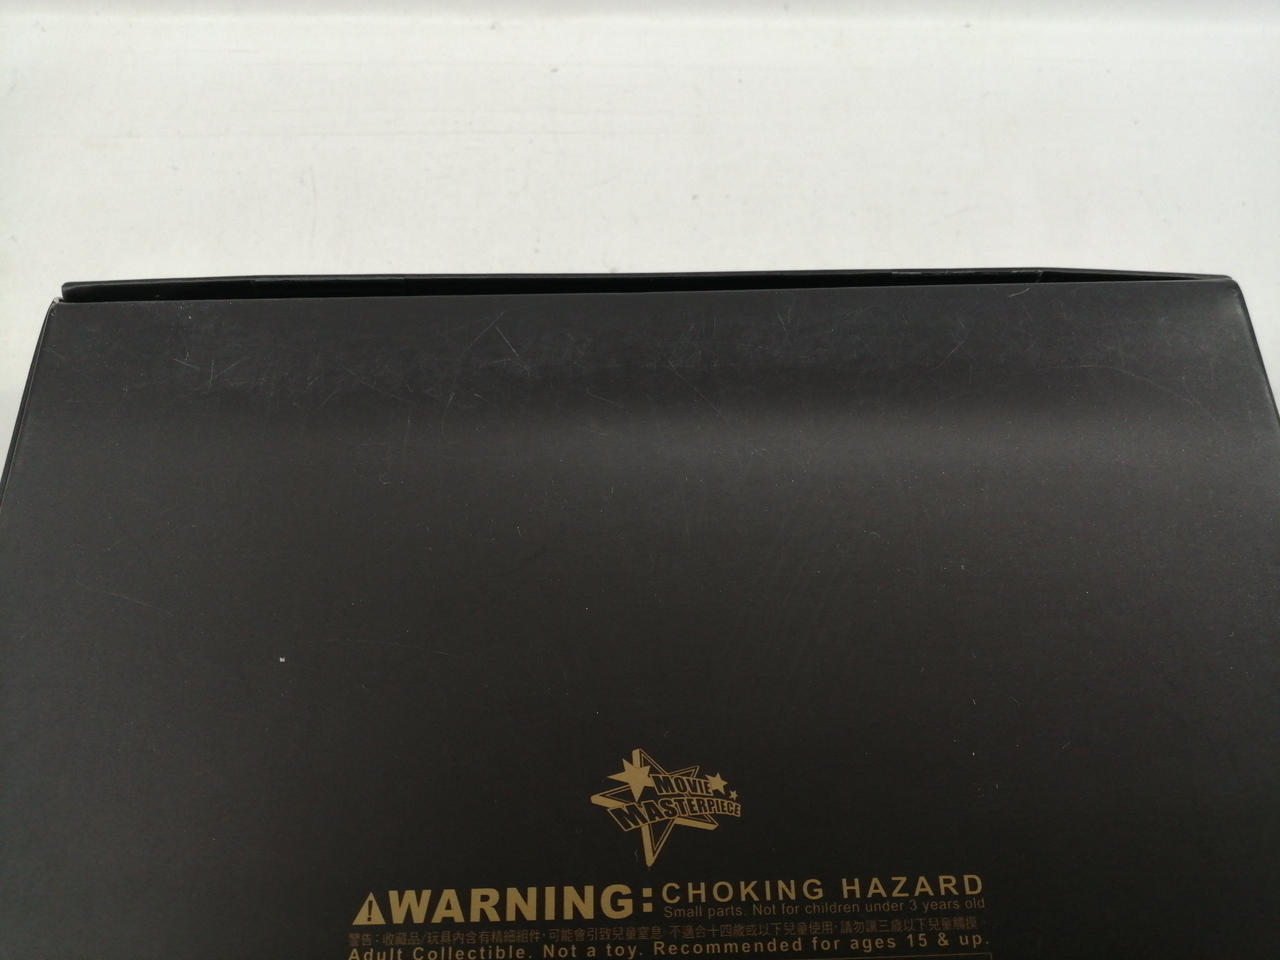 MOVIE
MASTERPIECE
WARNING: CHOKING HAZARD
Small parts. Not for children under 3 years old
警告：收藏品/玩具內含有精細組件，可能會引致兒童窒息。不適合十四歲或以下兒童使用，請勿讓三歲以下兒童觸摸。
Adult Collectible. Not a toy. Recommended for ages 15 & up.